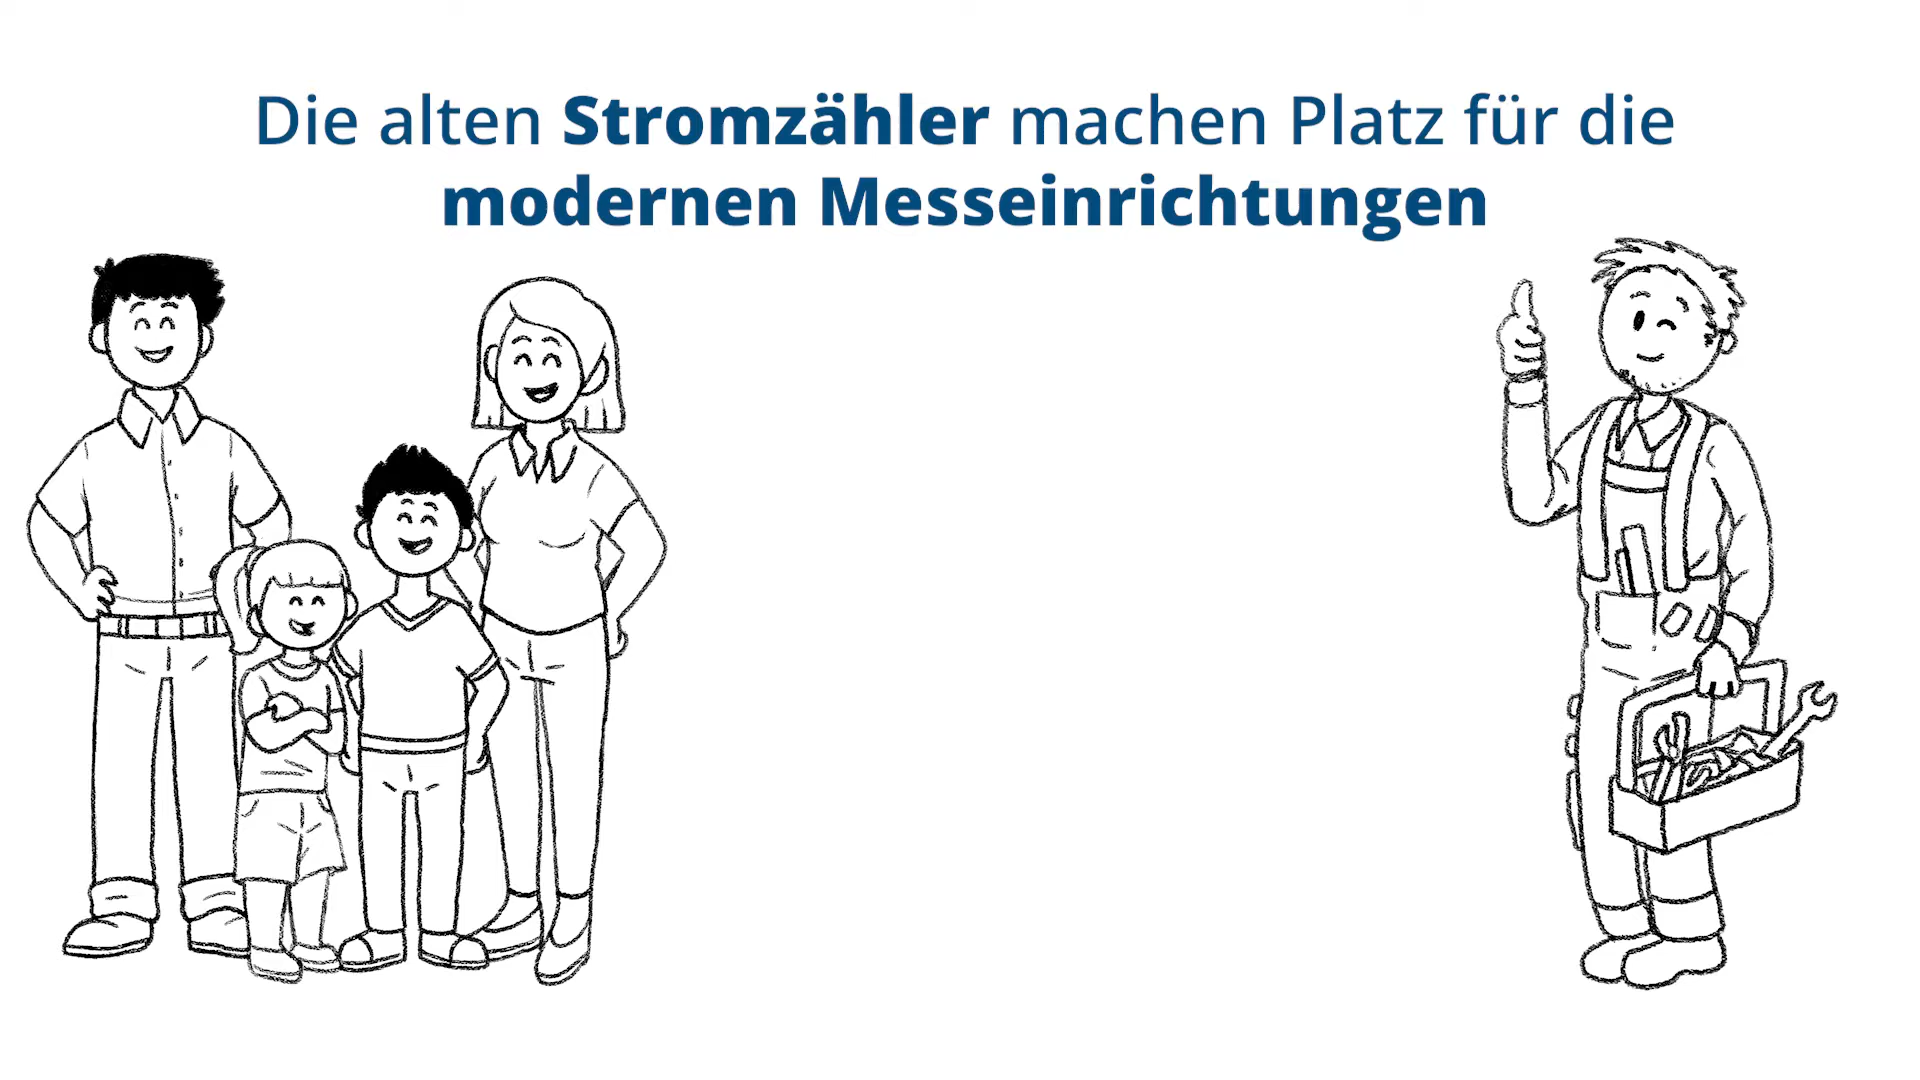 Die alten Stromzähler machen Platz für die
modernen Messeinrichtungen